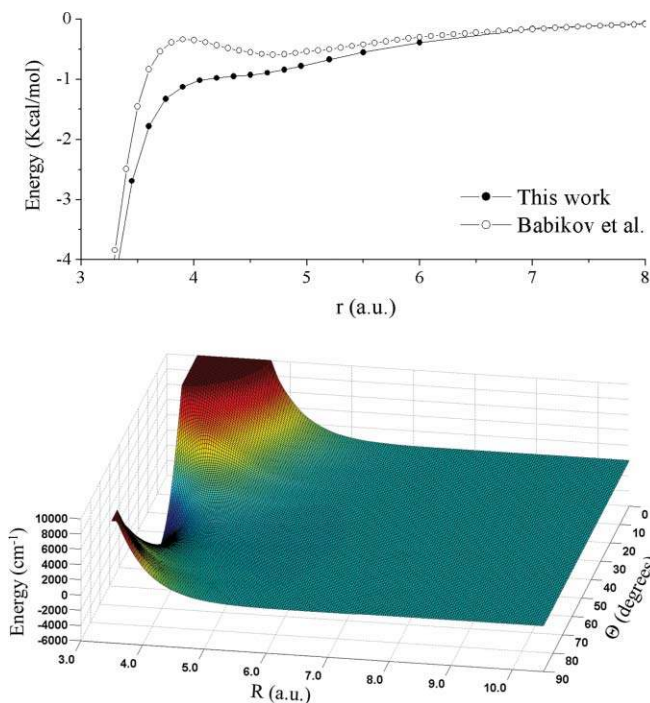 0
-1
-2
-3
-4
Energy (Kcal/mol)
This work
Babikov et al.
3 4 5 6 7 8
r (a.u.)
10000
8000
6000
4000
2000
0
-2000
-4000
-6000
Energy (cm⁻¹)
3.0 4.0 5.0 6.0 7.0 8.0 9.0 10.0
R (a.u.)
0
10
20
30
40
50
60
70
80
90
Θ (degrees)